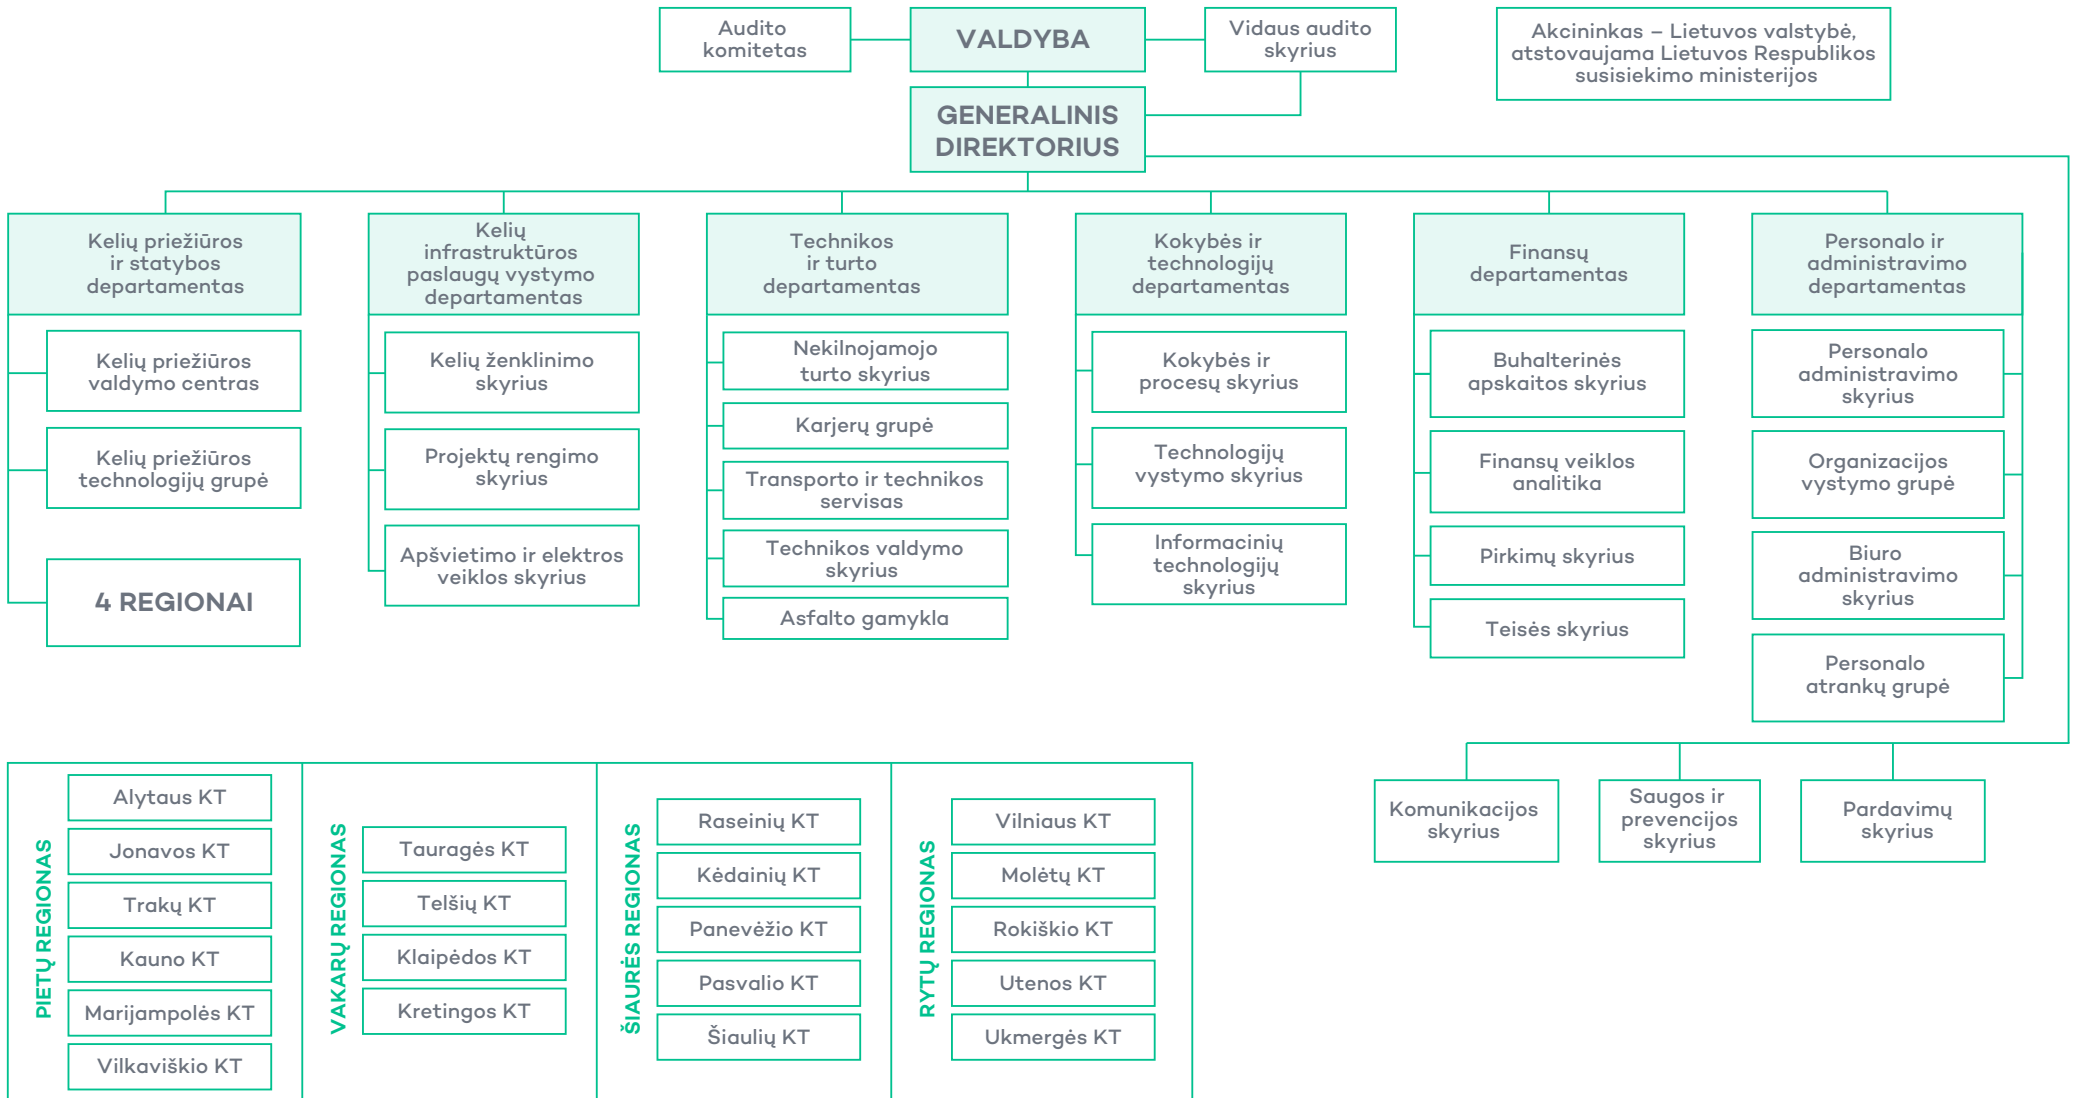 Audito
komitetas
VALDYBA
Vidaus audito
skyrius
Akcininkas – Lietuvos valstybė,
atstovaujama Lietuvos Respublikos
susisiekimo ministerijos
GENERALINIS
DIREKTORIUS
Kelių priežiūros
ir statybos
departamentas
Kelių
infrastruktūros
paslaugų vystymo
departamentas
Technikos
ir turto
departamentas
Kokybės ir
technologijų
departamentas
Finansų
departamentas
Personalo ir
administravimo
departamentas
Kelių priežiūros
valdymo centras
Kelių priežiūros
technologijų grupė
4 REGIONAI
Kelių ženklinimo
skyrius
Projektų rengimo
skyrius
Apšvietimo ir elektros
veiklos skyrius
Nekilnojamojo
turto skyrius
Karjerų grupė
Transporto ir technikos
servisas
Technikos valdymo
skyrius
Asfalto gamykla
Kokybės ir
procesų skyrius
Technologijų
vystymo skyrius
Informacinių
technologijų
skyrius
Buhalterinės
apskaitos skyrius
Finansų veiklos
analitika
Pirkimų skyrius
Teisės skyrius
Personalo
administravimo
skyrius
Organizacijos
vystymo grupė
Biuro
administravimo
skyrius
Personalo
atrankų grupė
Komunikacijos
skyrius
Saugos ir
prevencijos
skyrius
Pardavimų
skyrius
PIETŲ REGIONAS
Alytaus KT
Jonavos KT
Trakų KT
Kauno KT
Marijampolės KT
Vilkaviškio KT
VAKARŲ REGIONAS
Tauragės KT
Telšių KT
Klaipėdos KT
Kretingos KT
ŠIAURĖS REGIONAS
Raseinių KT
Kėdainių KT
Panevėžio KT
Pasvalio KT
Šiaulių KT
RYTŲ REGIONAS
Vilniaus KT
Molėtų KT
Rokiškio KT
Utenos KT
Ukmergės KT